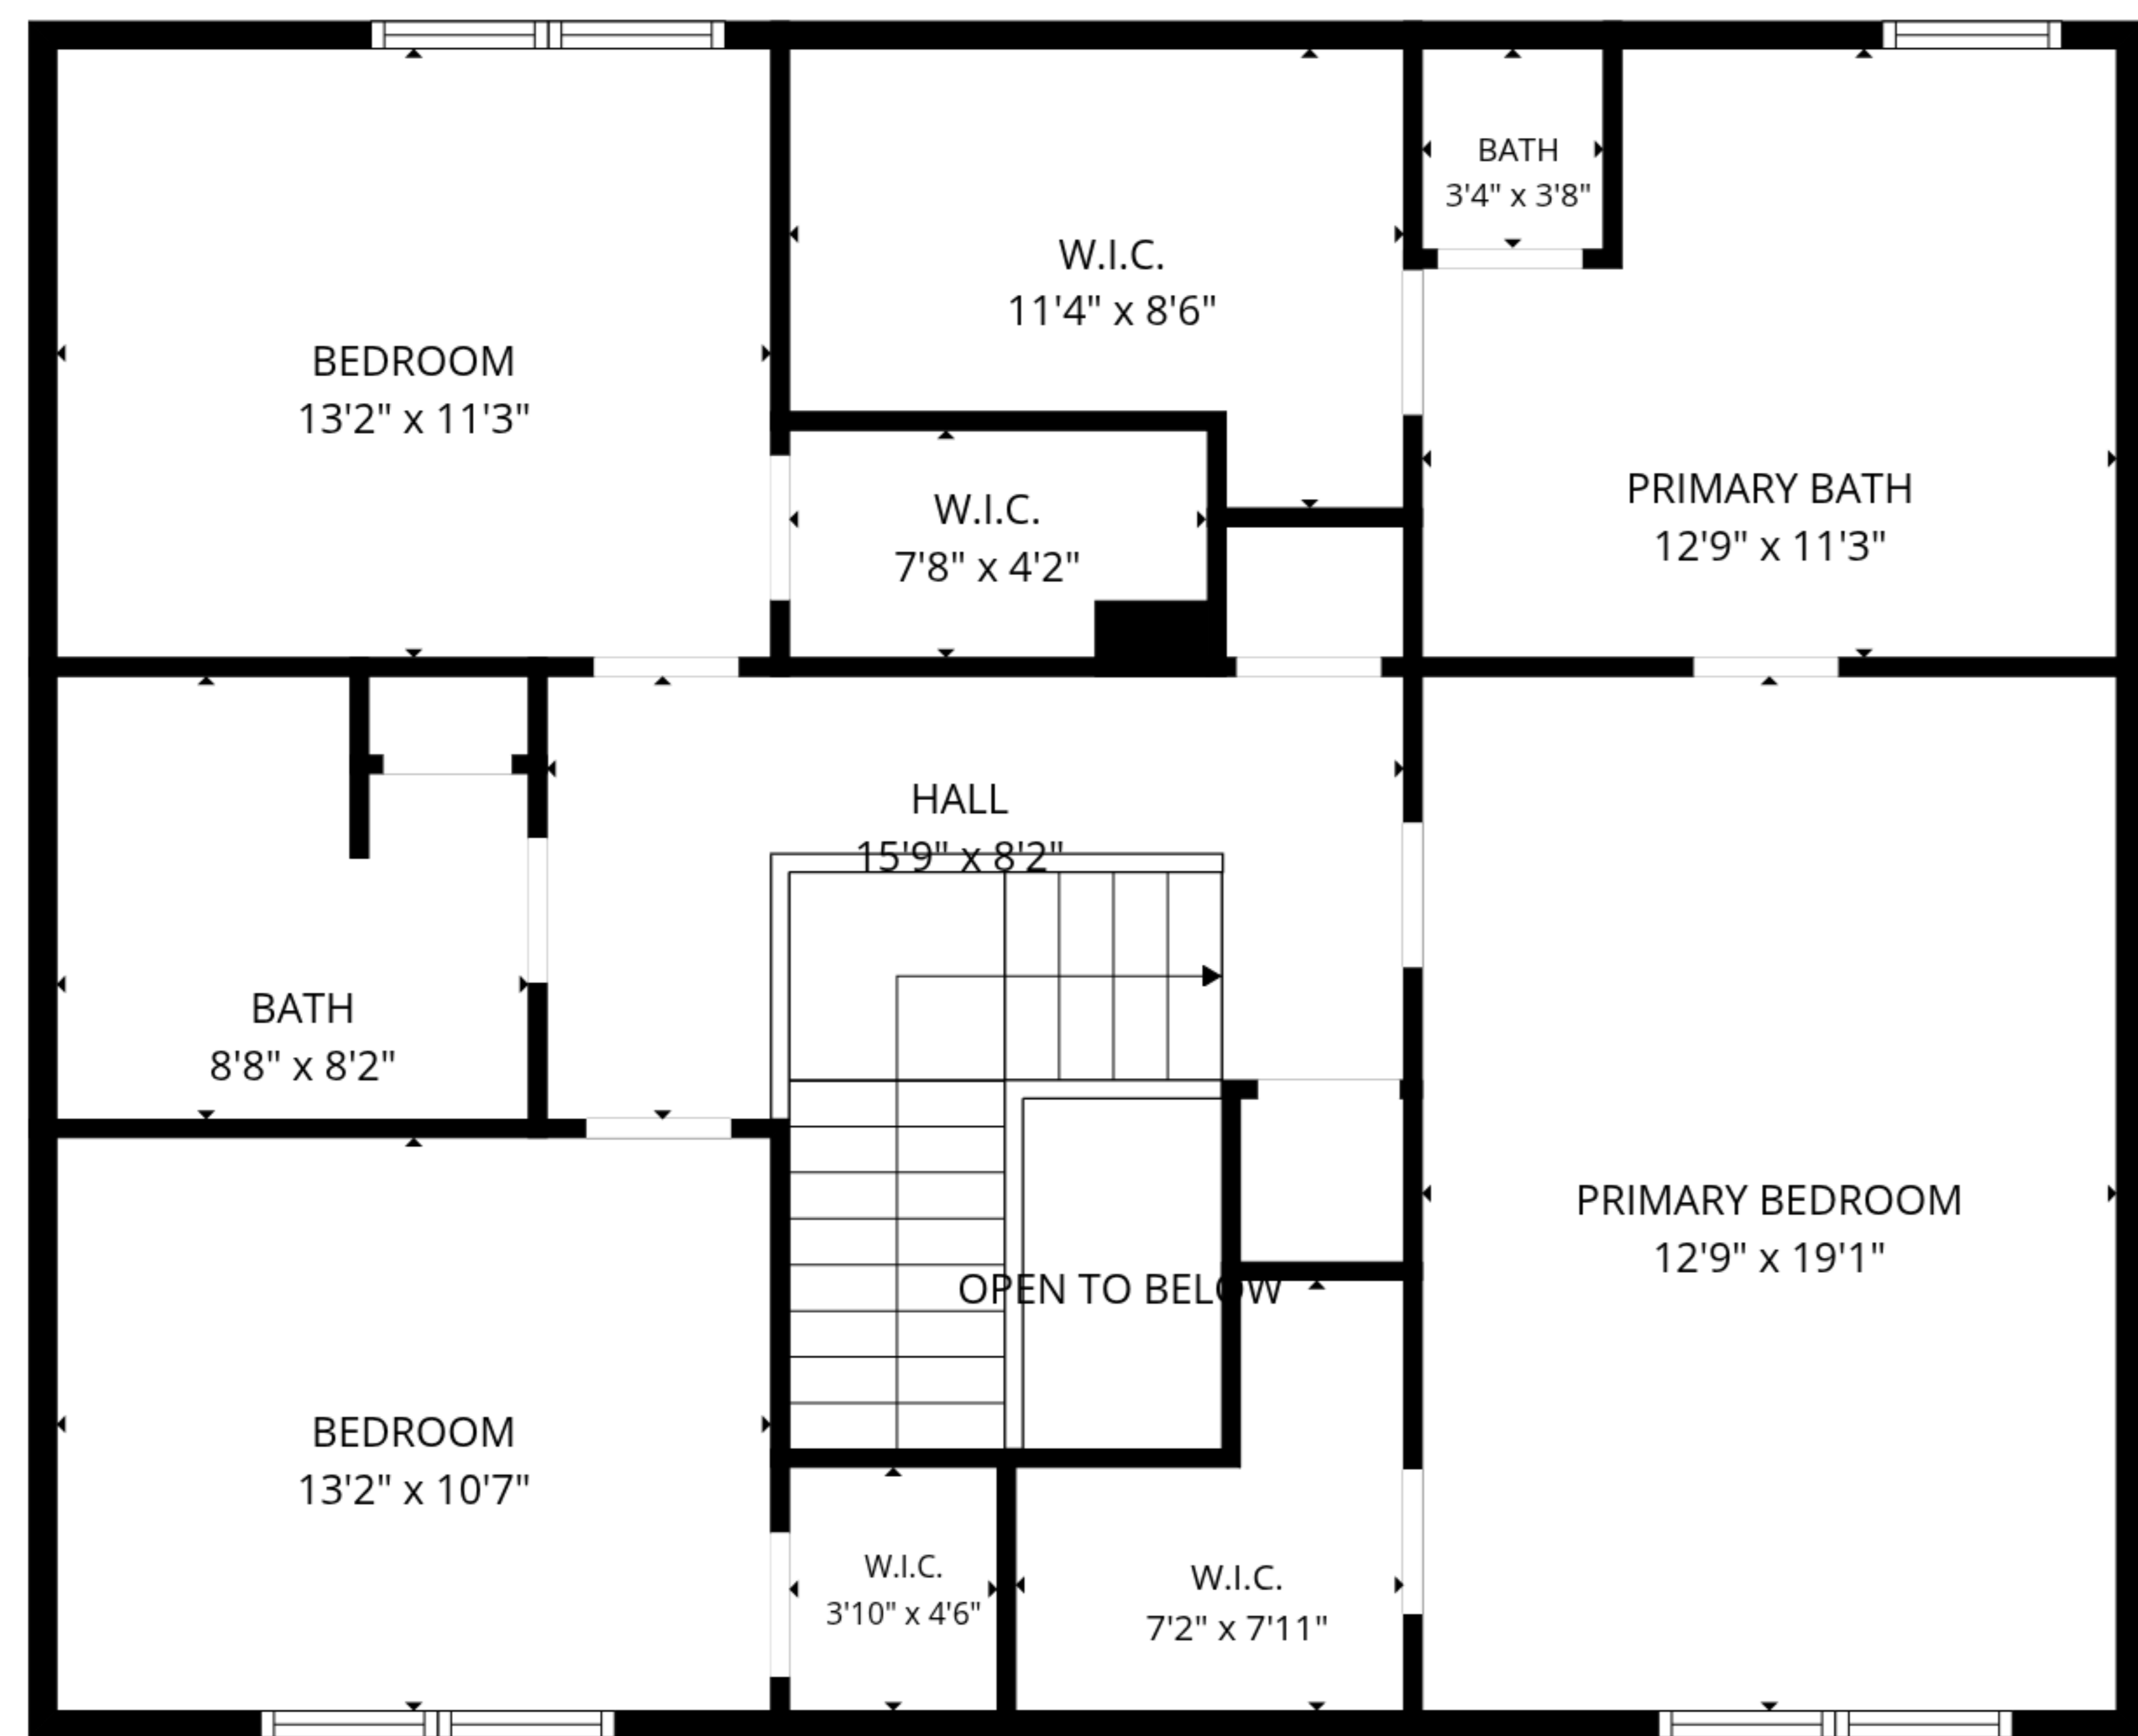 BATH
3'4" x 3'8"
W.I.C.
11'4" x 8'6"
BEDROOM
13'2" x 11'3"
W.I.C.
7'8" x 4'2"
PRIMARY BATH
12'9" x 11'3"
HALL
15'9" x 8'2"
BATH
8'8" x 8'2"
PRIMARY BEDROOM
12'9" x 19'1"
OPEN TO BELOW
BEDROOM
13'2" x 10'7"
W.I.C.
3'10" x 4'6"
W.I.C.
7'2" x 7'11"